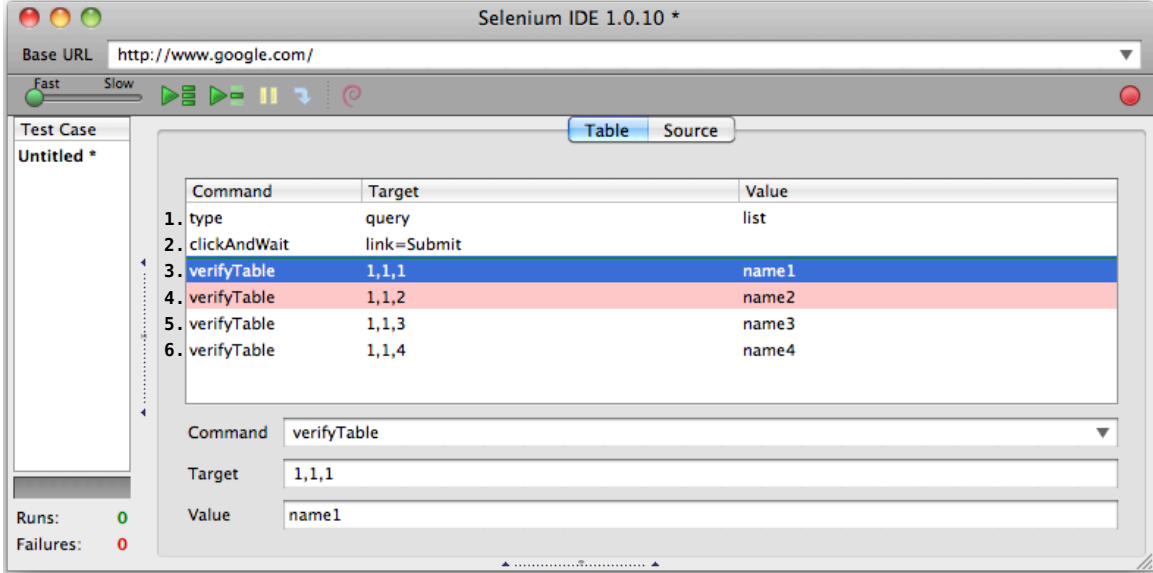 Selenium IDE 1.0.10 *
Base URL http://www.google.com/
Fast Slow
Test Case
Untitled *
Table Source
Command Target Value
1. type query list
2. clickAndWait link=Submit
3. verifyTable 1,1,1 name1
4. verifyTable 1,1,2 name2
5. verifyTable 1,1,3 name3
6. verifyTable 1,1,4 name4
Command verifyTable
Target 1,1,1
Value name1
Runs: 0
Failures: 0